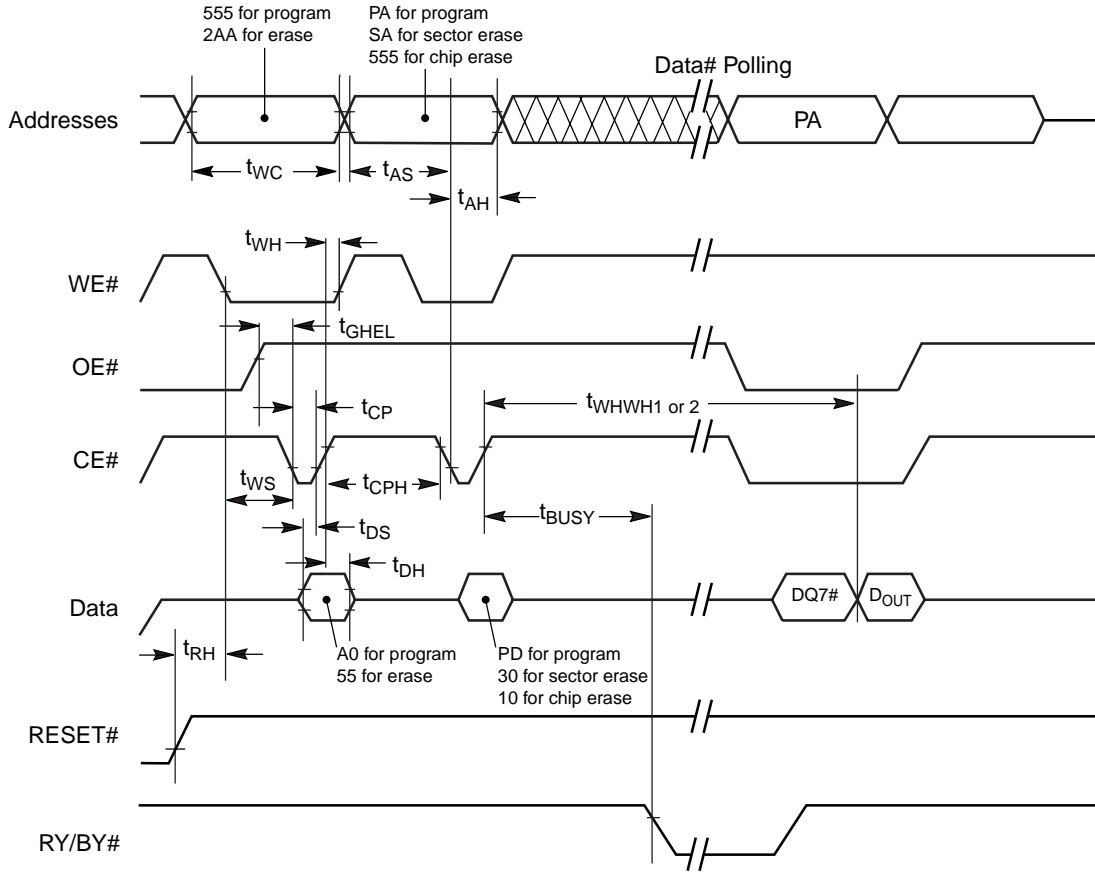 555 for program
2AA for erase
PA for program
SA for sector erase
555 for chip erase
Data# Polling
Addresses
PA
tWC
tAS
tAH
tWH
WE#
tGHEL
OE#
tWHWH1 or 2
tCP
CE#
tWS
tCPH
tBUSY
tDS
tDH
Data
DQ7#
DOUT
tRH
A0 for program
55 for erase
PD for program
30 for sector erase
10 for chip erase
RESET#
RY/BY#